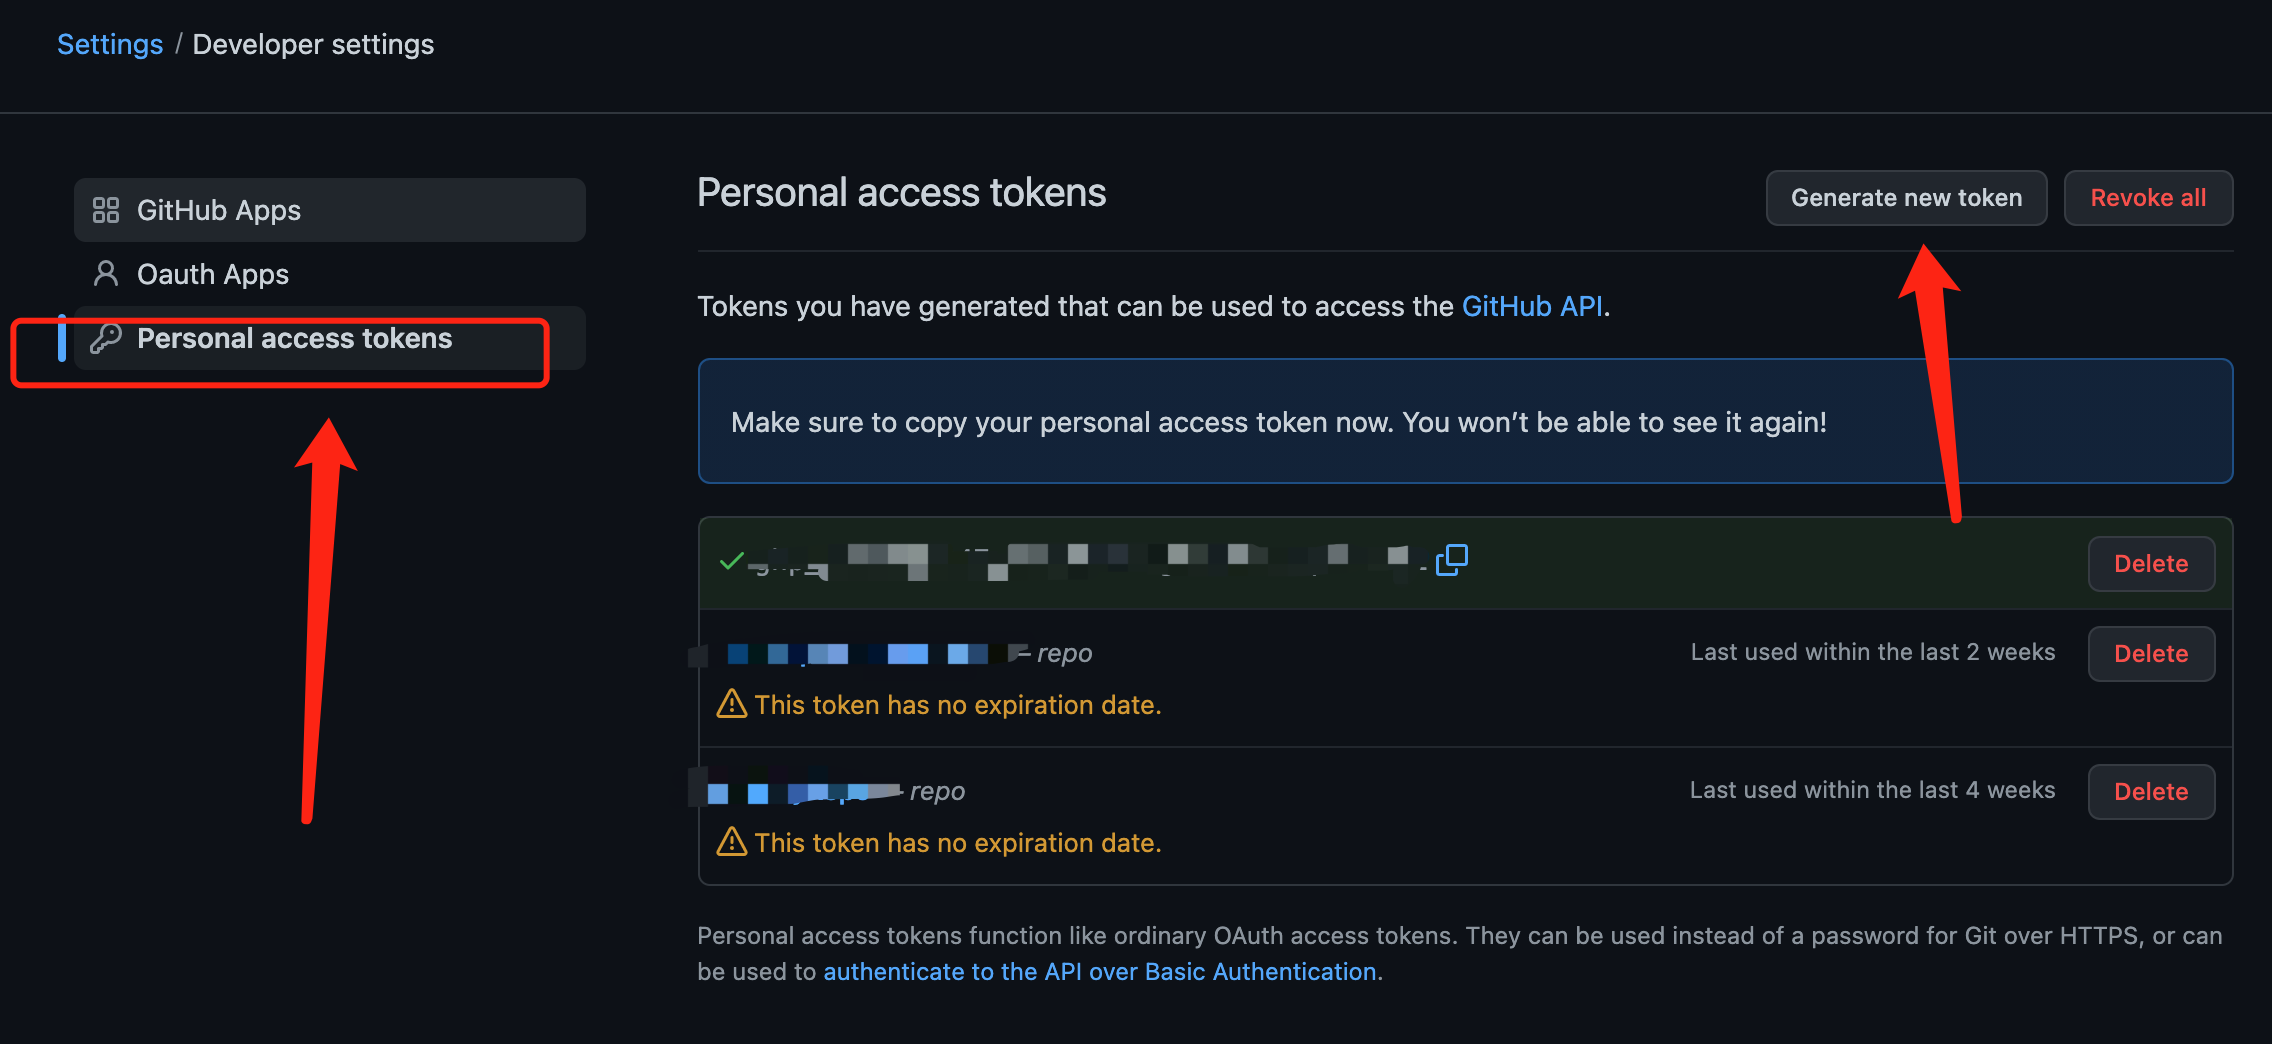 Settings / Developer settings
GitHub Apps
Oauth Apps
Personal access tokens
Personal access tokens
Generate new token
Revoke all
Tokens you have generated that can be used to access the GitHub API.
Make sure to copy your personal access token now. You won’t be able to see it again!
Delete
— repo
Last used within the last 2 weeks
Delete
This token has no expiration date.
- repo
Last used within the last 4 weeks
Delete
This token has no expiration date.
Personal access tokens function like ordinary OAuth access tokens. They can be used instead of a password for Git over HTTPS, or can
be used to authenticate to the API over Basic Authentication.